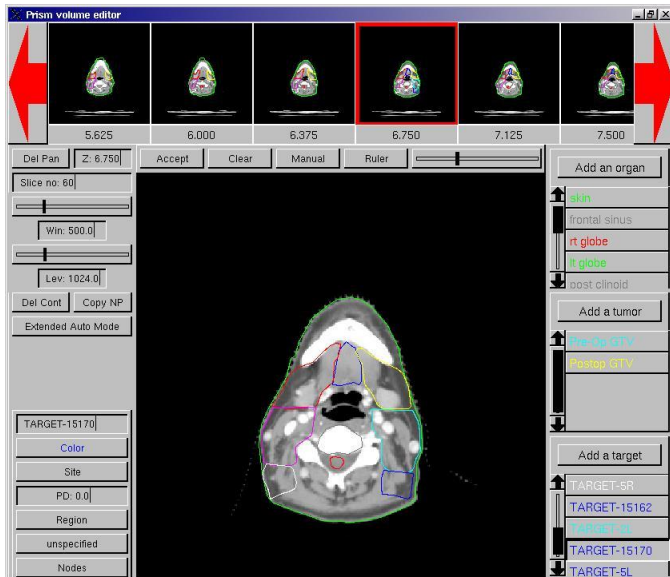 Prism volume editor
5.625 6.000 6.375 6.750 7.125 7.500
Del Pan Z: 6.750 Accept Clear Manual Ruler
Slice no: 60
Win: 500.0
Lev: 1024.0
Del Cont Copy NP
Extended Auto Mode
TARGET-15170
Color
Site
PD: 0.0
Region
unspecified
Nodes
Add an organ
skin
frontal sinus
rt globe
lt globe
post clinoid
Add a tumor
Pre-Op GTV
Postop GTV
Add a target
TARGET-5R
TARGET-15162
TARGET-15170
TARGET-5L